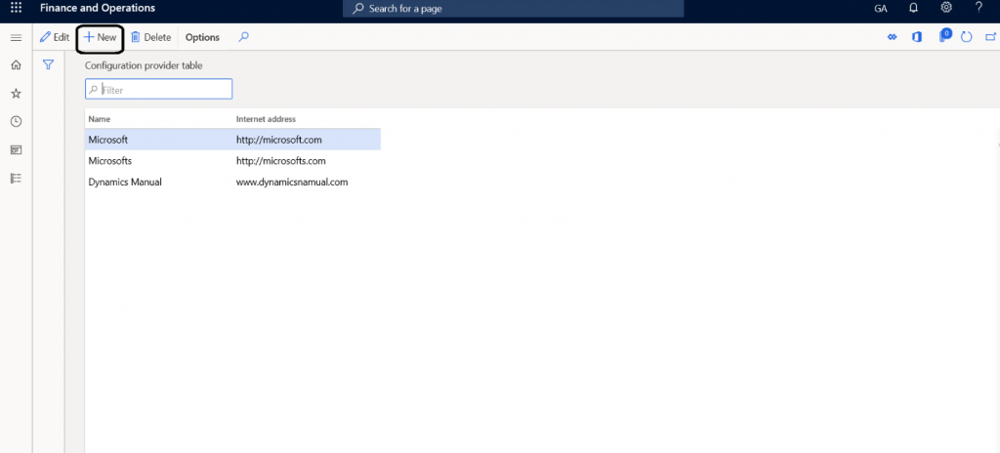 Finance and Operations Search for a page GA ?
Edit New Delete Options 0
Configuration provider table
Filter
Name Internet address
Microsoft http://microsoft.com
Microsofts http://microsofts.com
Dynamics Manual www.dynamicsnamual.com